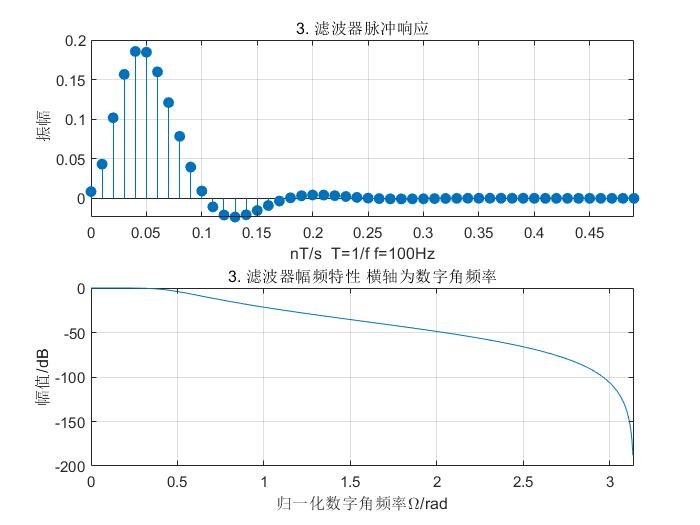 3. 滤波器脉冲响应
0.2
0.15
0.1
0.05
0
振幅
0 0.05 0.1 0.15 0.2 0.25 0.3 0.35 0.4 0.45
nT/s T=1/f f=100Hz
3. 滤波器幅频特性 横轴为数字角频率
0
-50
-100
-150
-200
幅值/dB
0 0.5 1 1.5 2 2.5 3
归一化数字角频率Ω/rad